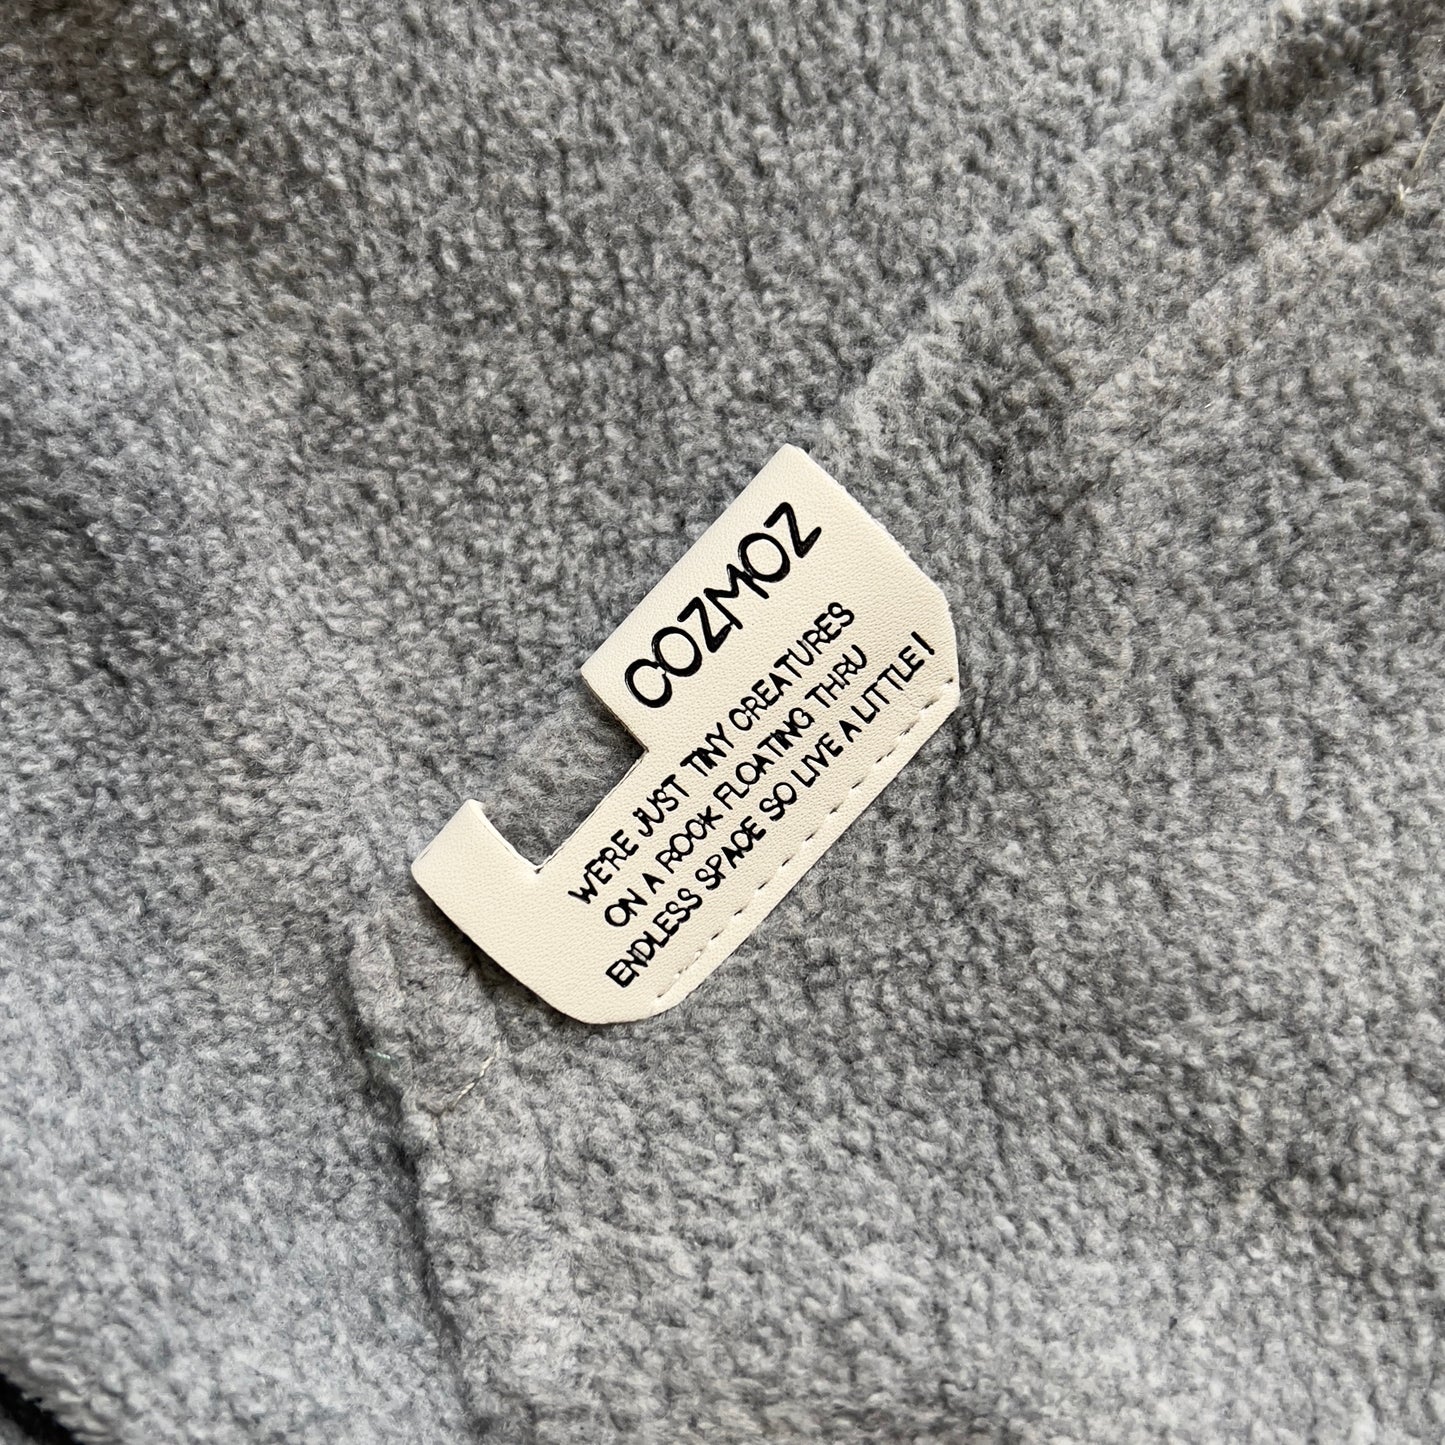 COZMOZ
WE'RE JUST TINY CREATURES
ON A ROCK FLOATING THRU
ENDLESS SPACE SO LIVE A LITTLE!